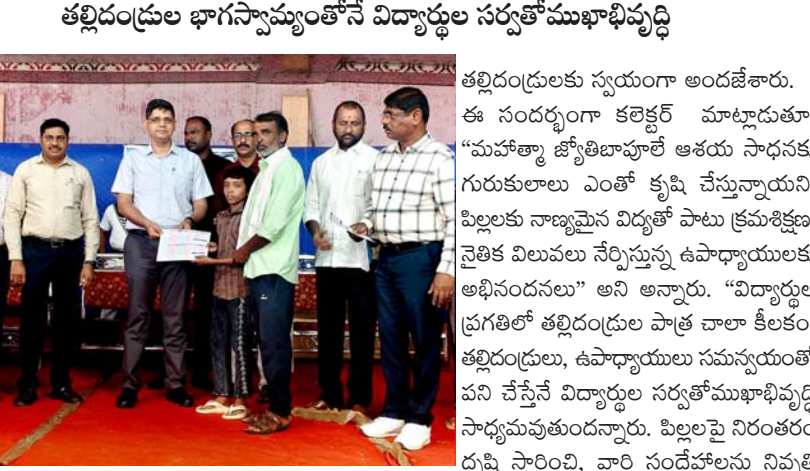 తల్లిదండ్రుల భాగస్వామ్యంతోనే విద్యార్థుల సర్వతోముఖాభివృద్ధి
తల్లిదండ్రులకు స్వయంగా అందజేశారు.
ఈ సందర్భంగా కలెక్టర్ మాట్లాడుతూ
“మహాత్మా జ్యోతిబాపూలే ఆశయ సాధనకు
గురుకులాలు ఎంతో కృషి చేస్తున్నాయని
పిల్లలకు నాణ్యమైన విద్యతో పాటు క్రమశిక్షణ
నైతిక విలువలు నేర్పిస్తున్న ఉపాధ్యాయులకు
అభినందనలు” అని అన్నారు. “విద్యార్థుల
ప్రగతిలో తల్లిదండ్రుల పాత్ర చాలా కీలకం
తల్లిదండ్రులు, ఉపాధ్యాయులు సమన్వయంతో
పని చేస్తేనే విద్యార్థుల సర్వతోముఖాభివృద్ధి
సాధ్యమవుతుందన్నారు. పిల్లలపై నిరంతరం
దృష్టి సారించి, వారి సందేహాలను నివృత్తి